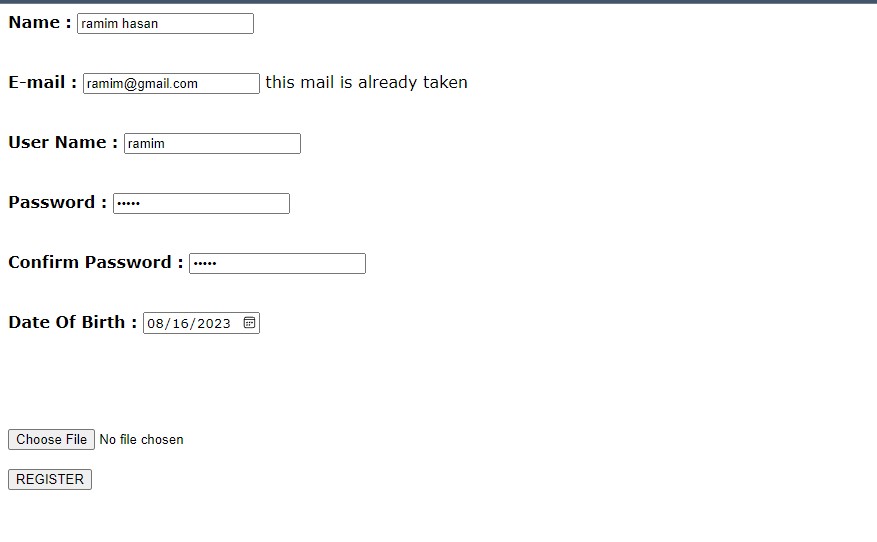 Name : ramim hasan
E-mail : ramim@gmail.com this mail is already taken
User Name : ramim
Password : •••••
Confirm Password : •••••
Date Of Birth : 08/16/2023
Choose File No file chosen
REGISTER